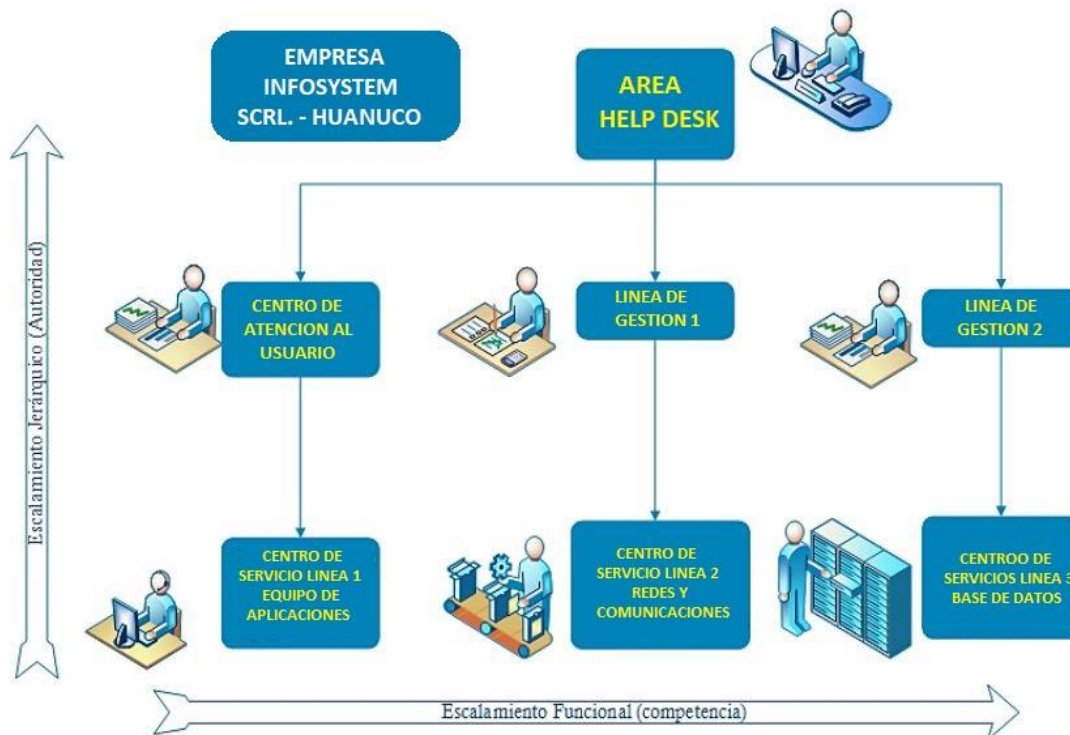 EMPRESA
INFOSYSTEM
SCRL. - HUANUCO
AREA
HELP DESK
Escalamiento Jerárquico (Autoridad)
CENTRO DE
ATENCION AL
USUARIO
LINEA DE
GESTION 1
LINEA DE
GESTION 2
CENTRO DE
SERVICIO LINEA 1
EQUIPO DE
APLICACIONES
CENTRO DE
SERVICIO LINEA 2
REDES Y
COMUNICACIONES
CENTROO DE
SERVICIOS LINEA 3
BASE DE DATOS
Escalamiento Funcional (competencia)